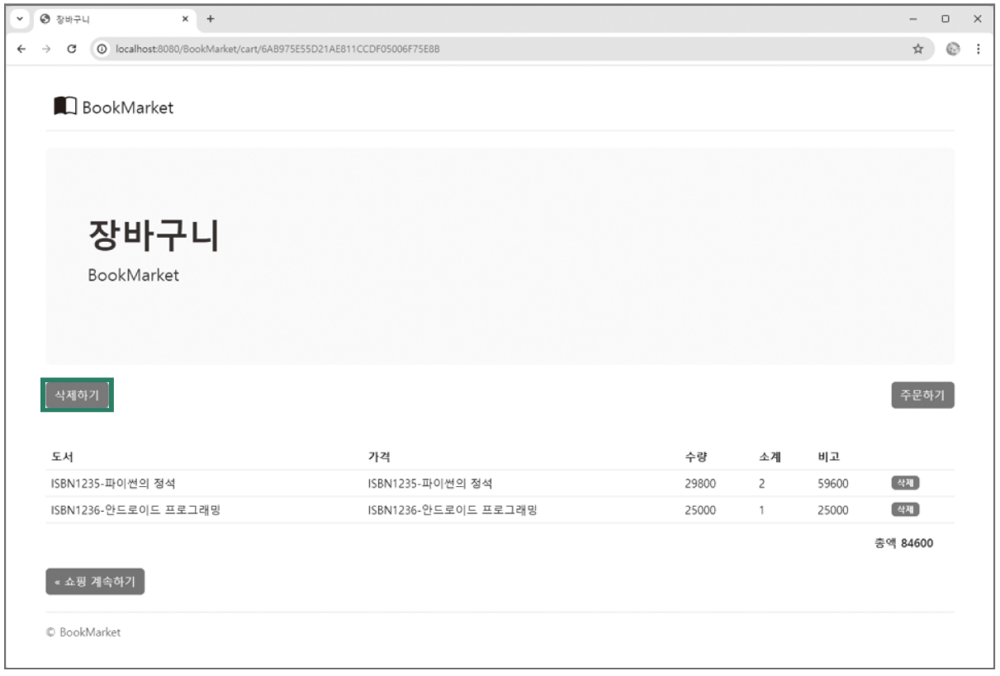 장바구니
localhost:8080/BookMarket/cart/6AB975E55D21AE811CCDF05006F75E8B
BookMarket
장바구니
BookMarket
삭제하기 주문하기
도서 가격 수량 소계 비고
ISBN1235-파이썬의 정석 ISBN1235-파이썬의 정석 29800 2 59600 삭제
ISBN1236-안드로이드 프로그래밍 ISBN1236-안드로이드 프로그래밍 25000 1 25000 삭제
총액 84600
« 쇼핑 계속하기
© BookMarket